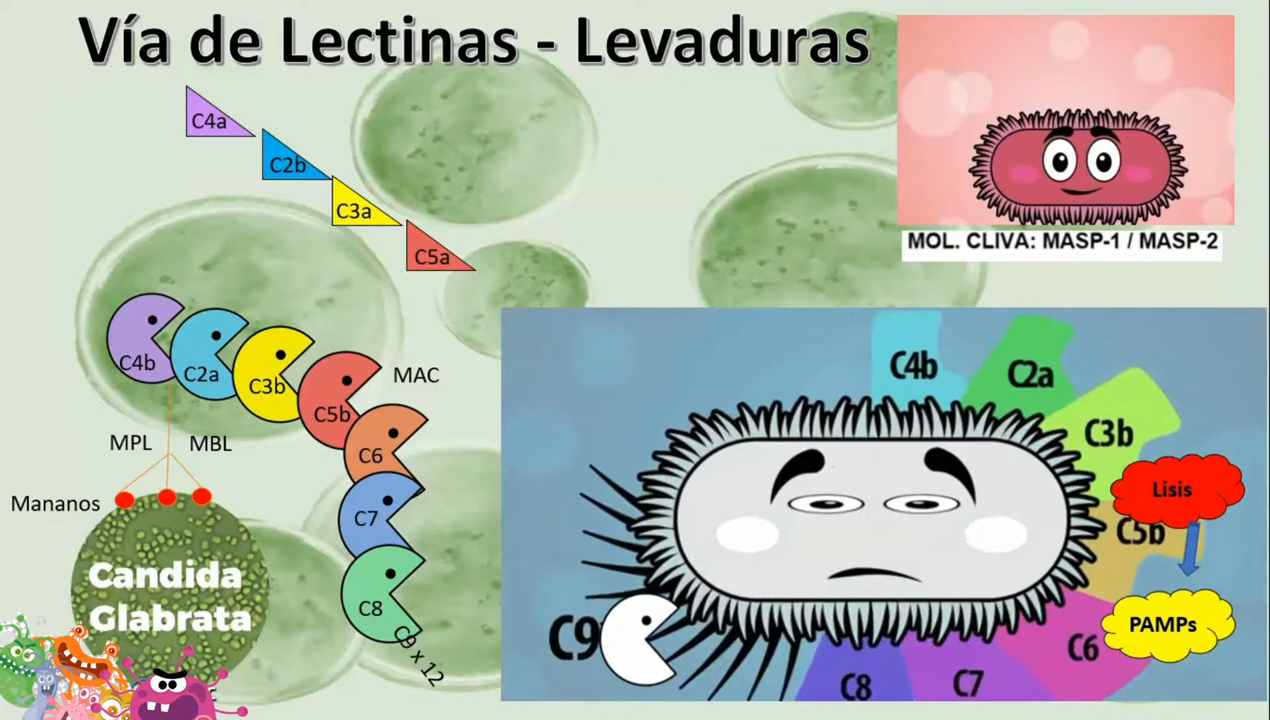 Vía de Lectinas - Levaduras
C4a
C2b
C3a
C5a
MOL. CLIVA: MASP-1 / MASP-2
C4b
C2a
C3b
C5b
MAC
C6
C7
C8
C9 x 12
MPL
MBL
Mananos
Candida
Glabrata
C4b
C2a
C3b
Lisis
C5b
PAMPs
C6
C7
C8
C9